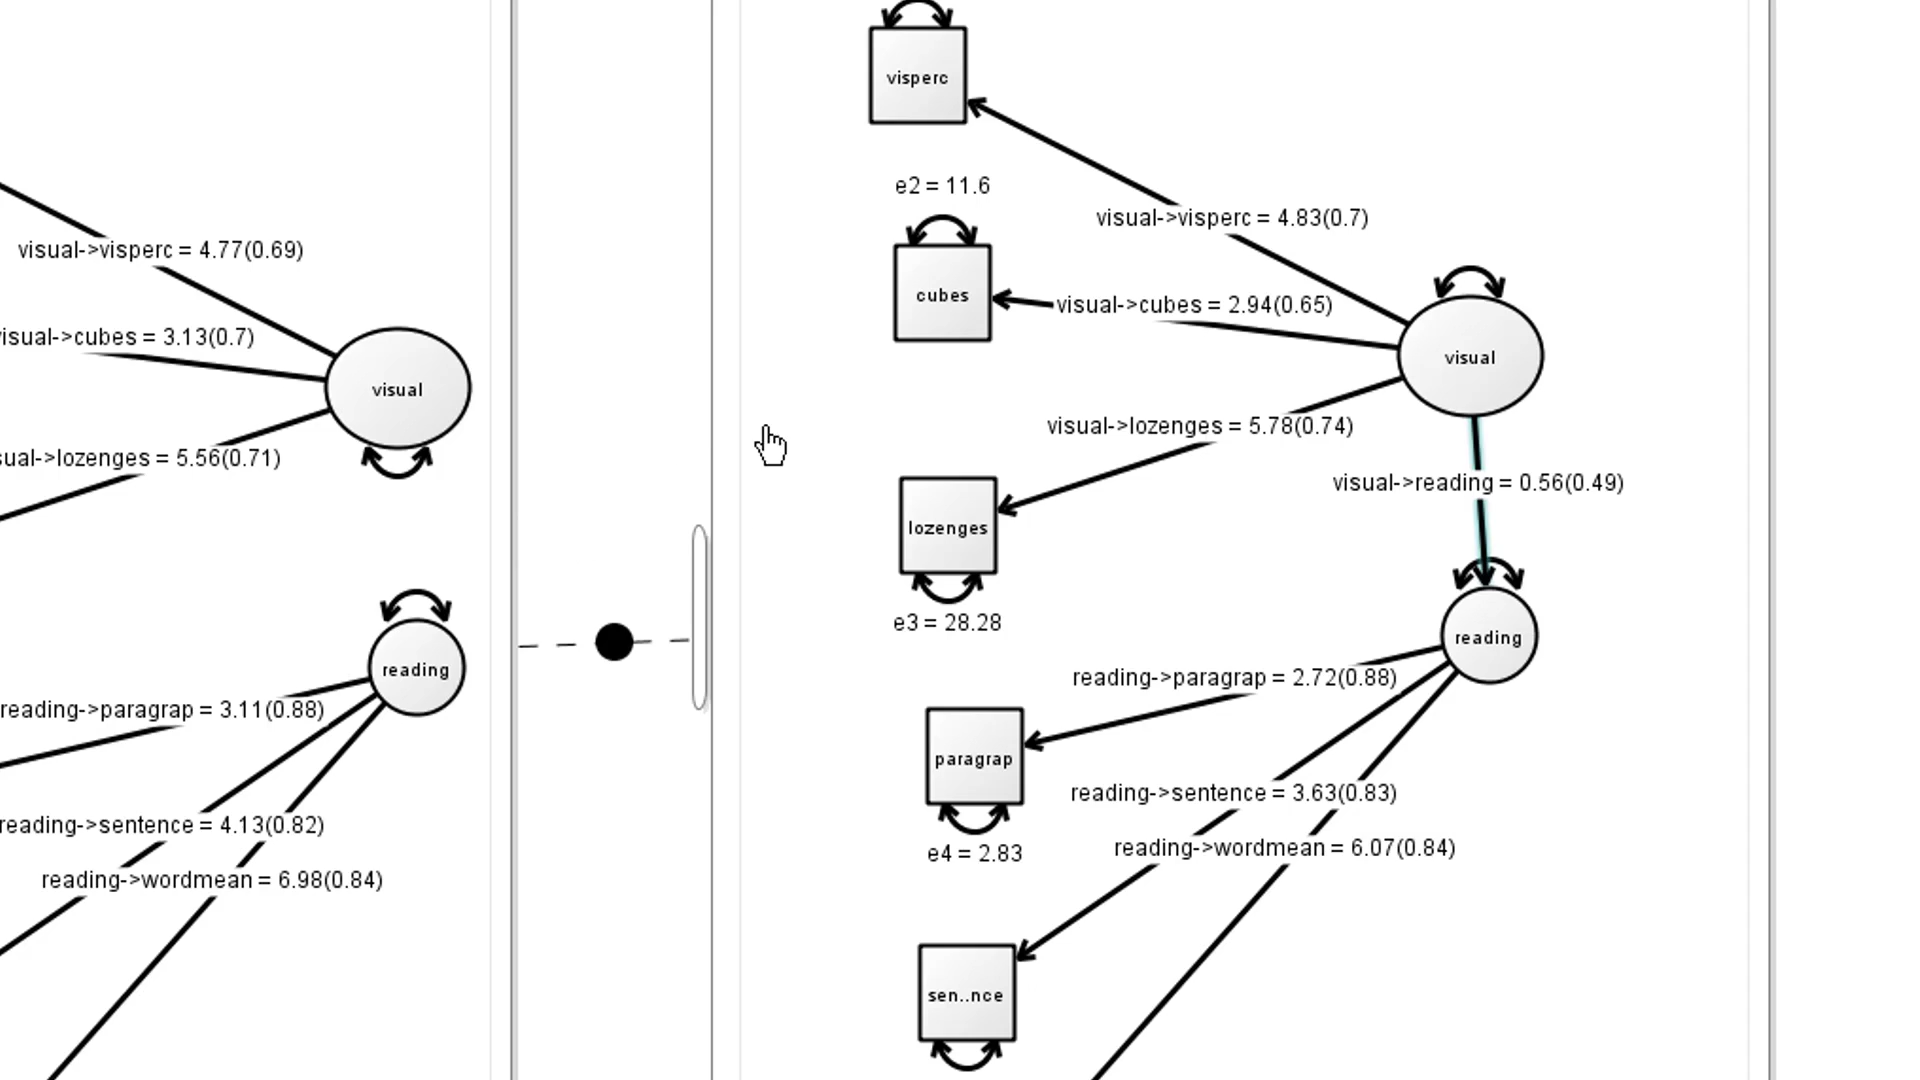 visual->visperc = 4.77(0.69)
isual->cubes = 3.13(0.7)
visual
sual->lozenges = 5.56(0.71)
reading
reading->paragrap = 3.11(0.88)
reading->sentence = 4.13(0.82)
reading->wordmean = 6.98(0.84)
visperc
e2 = 11.6
visual->visperc = 4.83(0.7)
cubes
visual->cubes = 2.94(0.65)
visual
visual->lozenges = 5.78(0.74)
visual->reading = 0.56(0.49)
lozenges
e3 = 28.28
reading
reading->paragrap = 2.72(0.88)
paragrap
reading->sentence = 3.63(0.83)
e4 = 2.83
reading->wordmean = 6.07(0.84)
sen..nce